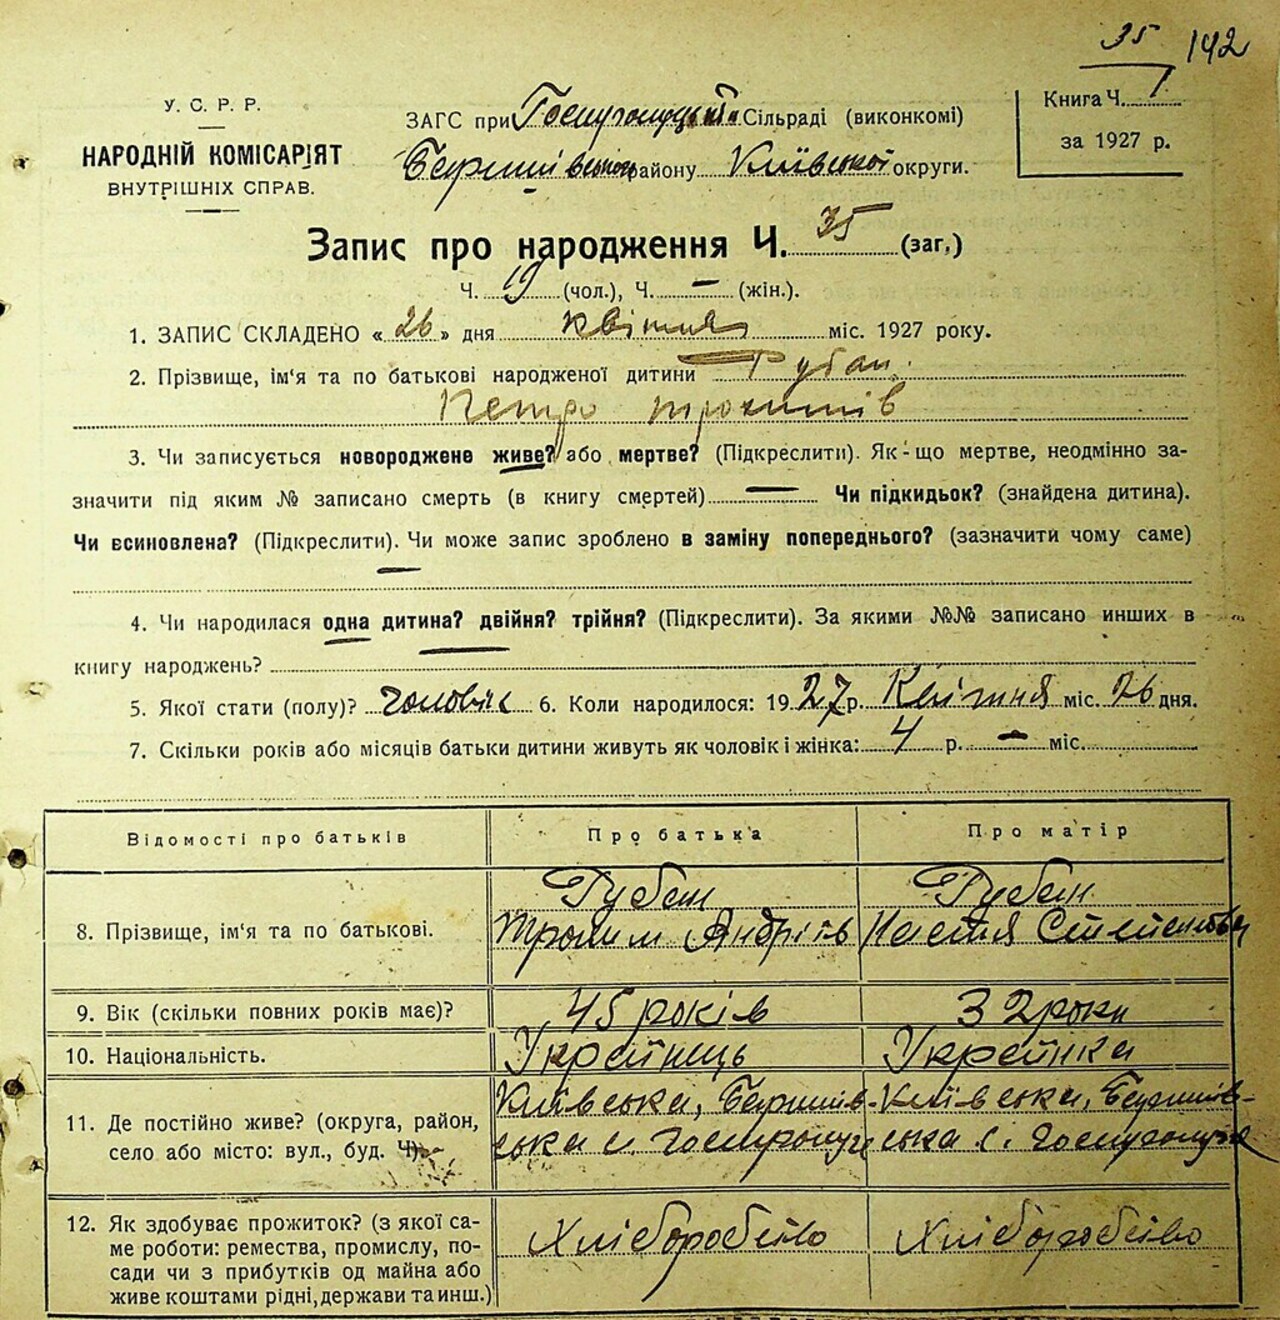 35 142
У. С. Р. Р.
НАРОДНІЙ КОМІСАРІЯТ
ВНУТРІШНІХ СПРАВ.
ЗАГС при Сільраді (виконкомі)
району Київської округи.
Книга Ч. 1
за 1927 р.
Запис про народження Ч. 35 (заг.)
Ч. 19 (чол.), Ч. — (жін.).
1. ЗАПИС СКЛАДЕНО «26» дня квітня міс. 1927 року.
2. Прізвище, ім'я та по батькові народженої дитини Рубан
Петро Трохимів
3. Чи записується новороджене живе? або мертве? (Підкреслити). Як-що мертве, неодмінно за-
значити під яким № записано смерть (в книгу смертей) — Чи підкидьок? (знайдена дитина).
Чи всиновлена? (Підкреслити). Чи може запис зроблено в заміну попереднього? (зазначити чому саме)
—
4. Чи народилася одна дитина? двійня? трійня? (Підкреслити). За якими №№ записано инших в
книгу народжень?
5. Якої стати (полу)? чоловік 6. Коли народилося: 1927 р. Квітня міс. 26 дня.
7. Скільки років або місяців батьки дитини живуть як чоловік і жінка: 4 р. — міс.
Відомості про батьків Про батька Про матір
8. Прізвище, ім'я та по батькові. Рубан Трохим Андріїв Рубан Настя Степанов
9. Вік (скільки повних років має)? 45 років 32 роки
10. Національність. Українець Українка
11. Де постійно живе? (округа, район,
село або місто: вул., буд. Ч). Київська, Київська,
12. Як здобуває прожиток? (з якої са-
ме роботи: ремества, промислу, по-
сади чи з прибутків од майна або
живе коштами рідні, держави та инш.) Хліборобство Хліборобство